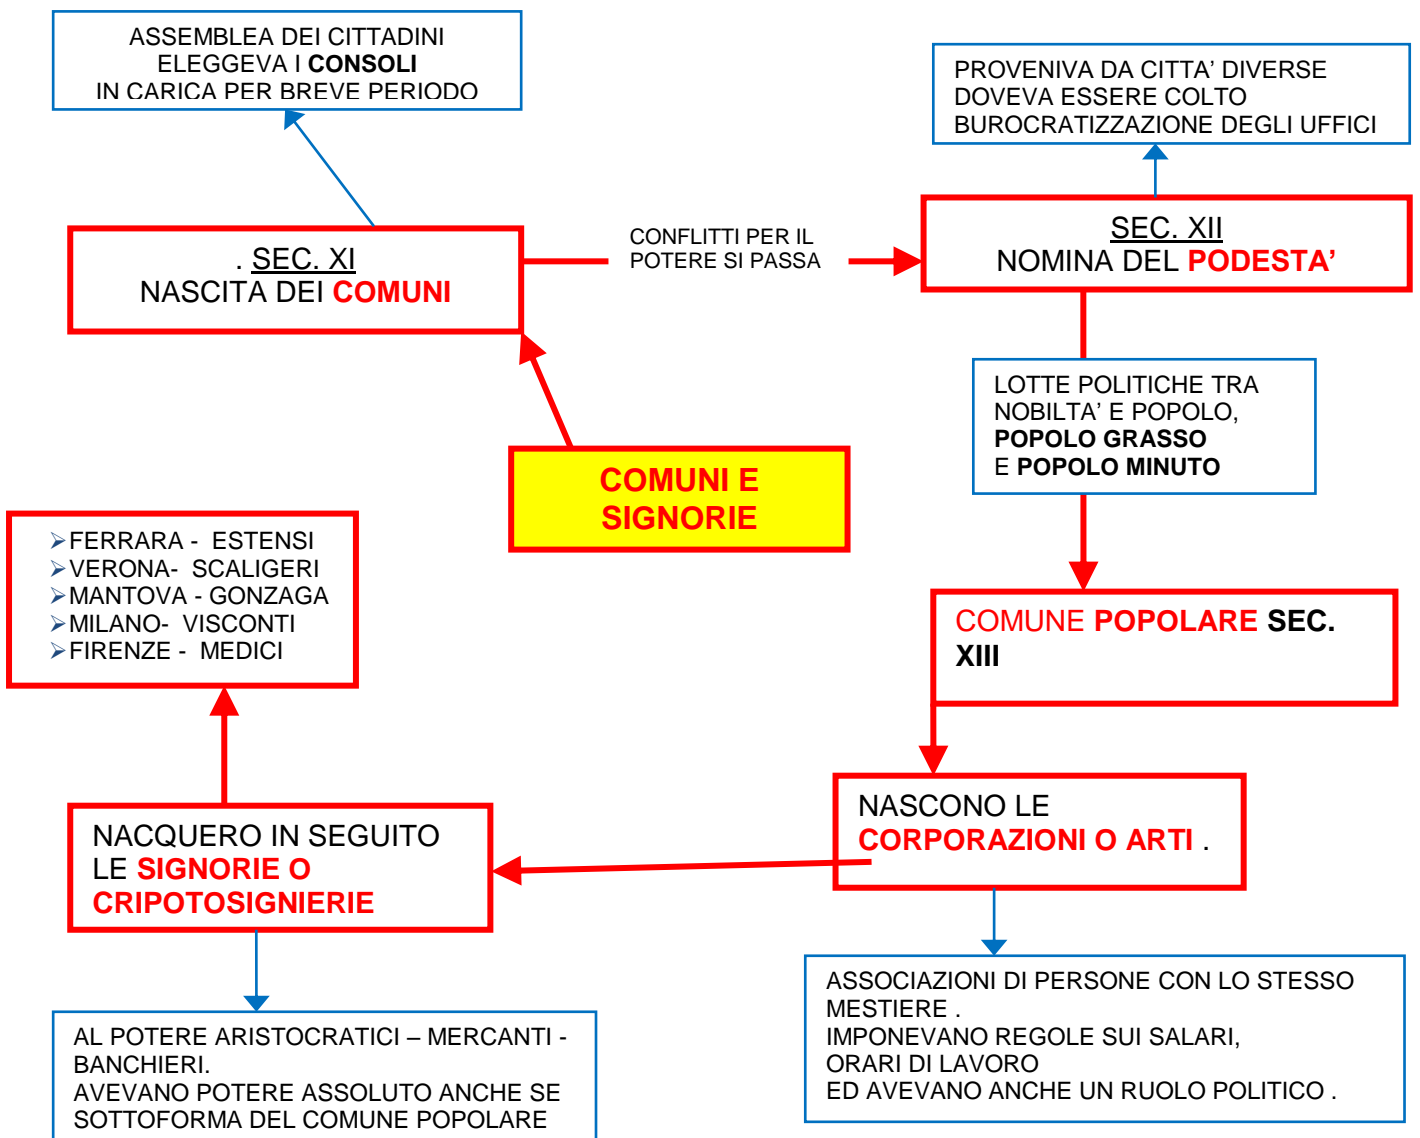 ASSEMBLEA DEI CITTADINI
ELEGGEVA I CONSOLI
IN CARICA PER BREVE PERIODO
PROVENIVA DA CITTA' DIVERSE
DOVEVA ESSERE COLTO
BUROCRATIZZAZIONE DEGLI UFFICI
. SEC. XI
NASCITA DEI COMUNI
CONFLITTI PER IL
POTERE SI PASSA
SEC. XII
NOMINA DEL PODESTA’
LOTTE POLITICHE TRA
NOBILTA’ E POPOLO,
POPOLO GRASSO
E POPOLO MINUTO
COMUNI E
SIGNORIE
FERRARA - ESTENSI
VERONA- SCALIGERI
MANTOVA - GONZAGA
MILANO- VISCONTI
FIRENZE - MEDICI
COMUNE POPOLARE SEC.
XIII
NASCONO LE
CORPORAZIONI O ARTI .
NACQUERO IN SEGUITO
LE SIGNORIE O
CRIPOTOSIGNIERIE
ASSOCIAZIONI DI PERSONE CON LO STESSO
MESTIERE .
IMPONEVANO REGOLE SUI SALARI,
ORARI DI LAVORO
ED AVEVANO ANCHE UN RUOLO POLITICO .
AL POTERE ARISTOCRATICI – MERCANTI -
BANCHIERI.
AVEVANO POTERE ASSOLUTO ANCHE SE
SOTTOFORMA DEL COMUNE POPOLARE